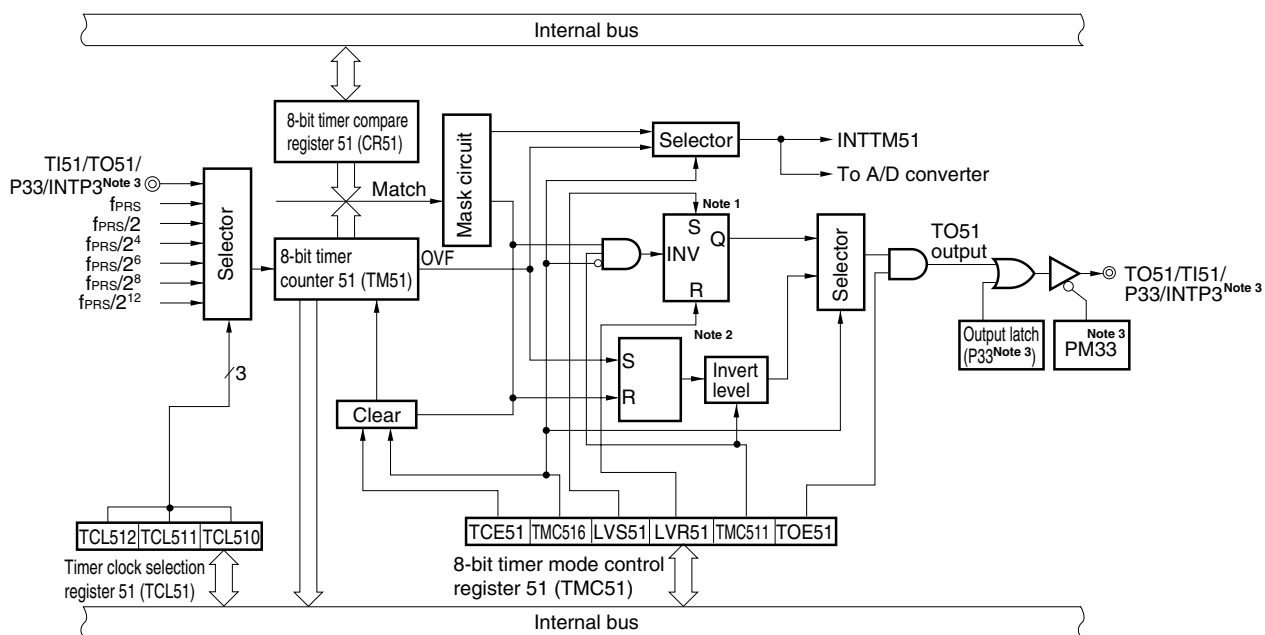 Internal bus
8-bit timer compare
register 51 (CR51)
Mask circuit
Selector
INTTM51
To A/D converter
TI51/TO51/
P33/INTP3Note 3
Match
fPRS
fPRS/2
fPRS/2⁴
fPRS/2⁶
fPRS/2⁸
fPRS/2¹²
Selector
8-bit timer
counter 51 (TM51)
OVF
Note 1
S
Q
INV
R
Selector
TO51
output
TO51/TI51/
P33/INTP3Note 3
Note 2
S
R
Invert
level
Output latch
(P33Note 3)
Note 3
PM33
3
Clear
TCL512 TCL511 TCL510
Timer clock selection
register 51 (TCL51)
TCE51 TMC516 LVS51 LVR51 TMC511 TOE51
8-bit timer mode control
register 51 (TMC51)
Internal bus